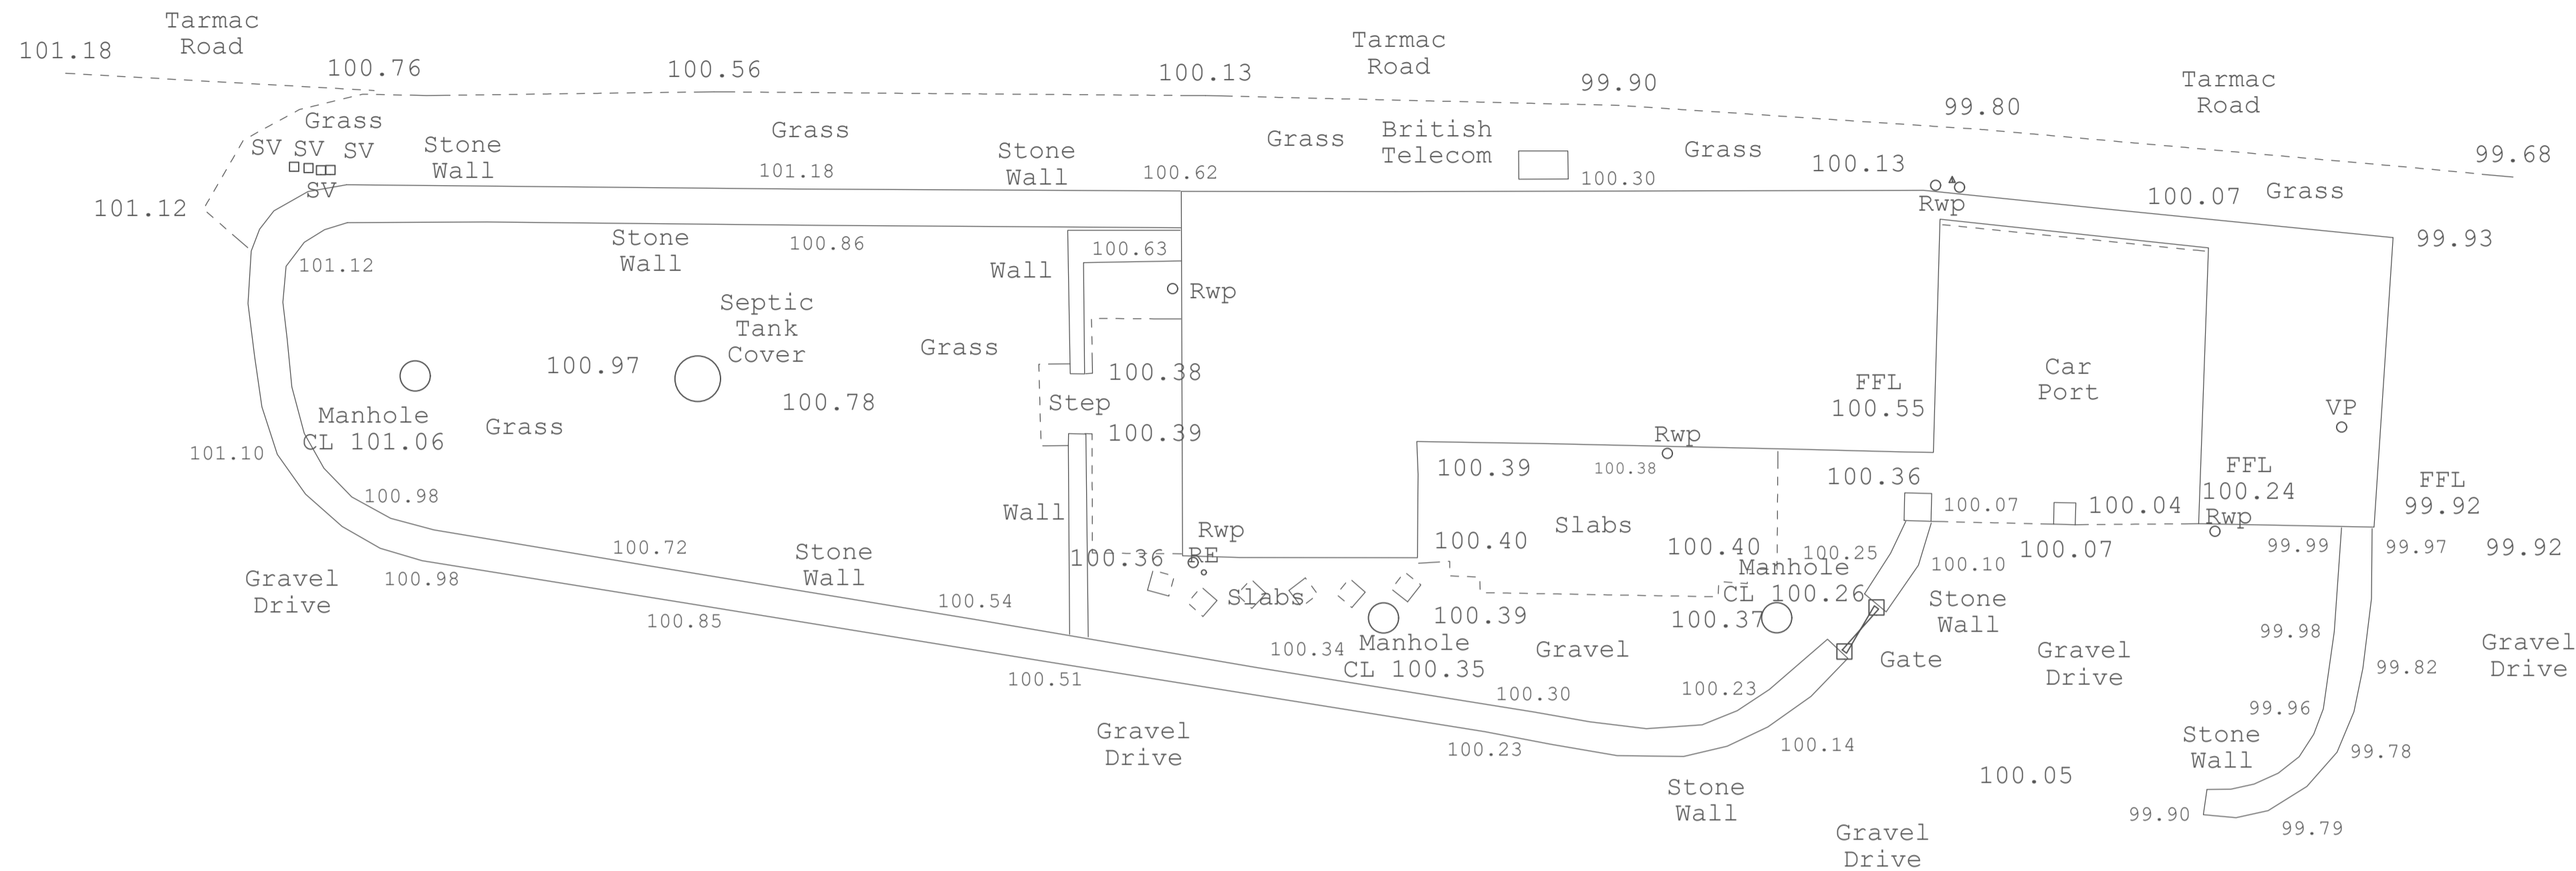 Tarmac
Road
101.18
100.76
100.56
100.13
Tarmac
Road
99.90
99.80
Tarmac
Road
99.68
Grass
SV SV SV
SV
Stone
Wall
Grass
101.18
Stone
Wall
100.62
Grass
British
Telecom
100.30
Grass
100.13
Rwp
100.07
Grass
99.93
101.12
101.12
Stone
Wall
100.86
Wall
100.63
Rwp
Septic
Tank
Cover
Grass
100.97
100.78
100.38
Step
100.39
Manhole
CL 101.06
Grass
FFL
100.55
Car
Port
VP
101.10
100.98
Rwp
100.39
100.38
100.36
FFL
100.24
Rwp
FFL
99.92
Wall
Rwp
RE
100.36
Slabs
100.07
100.04
100.07
100.40
100.40
100.25
100.10
99.99
99.97
99.92
Gravel
Drive
100.98
100.72
Stone
Wall
100.54
100.85
Slabs
Manhole
CL 100.26
100.39
100.37
Stone
Wall
99.98
Gravel
Drive
100.34
Manhole
CL 100.35
Gravel
Gate
Gravel
Drive
99.82
100.51
100.30
100.23
99.96
Gravel
Drive
100.23
100.14
Stone
Wall
99.78
100.05
Stone
Wall
99.90
99.79
Gravel
Drive